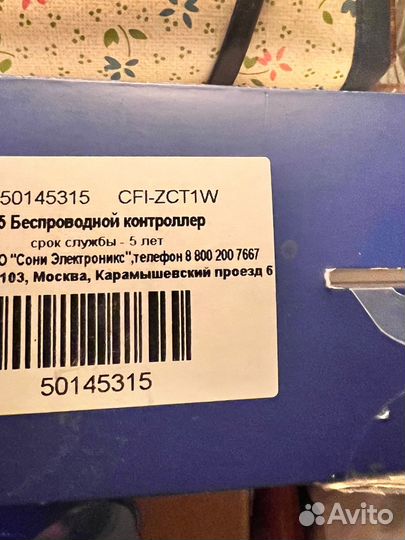 50145315 CFI-ZCT1W
5 Беспроводной контроллер
срок службы - 5 лет
О "Сони Электроникс",телефон 8 800 200 7667
103, Москва, Карамышевский проезд 6
50145315
Avito